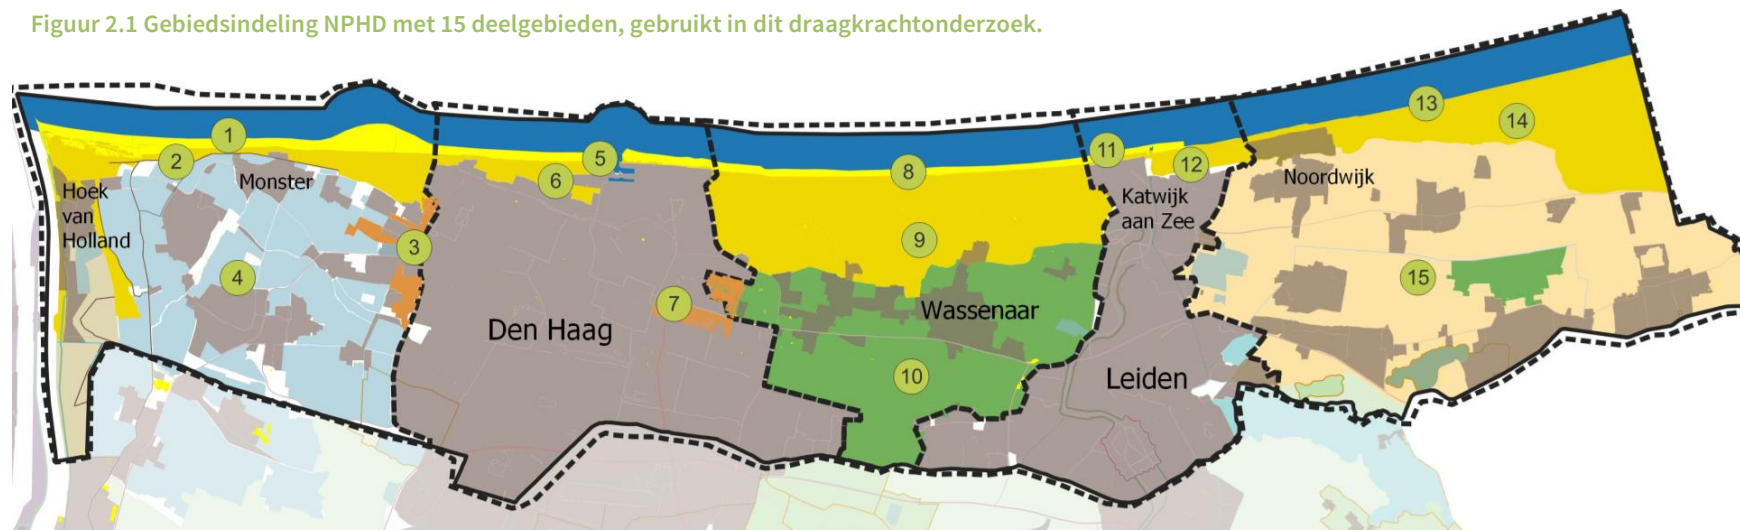 Figuur 2.1 Gebiedsindeling NPHD met 15 deelgebieden, gebruikt in dit draagkrachtonderzoek.
1
2
3
4
5
6
7
8
9
10
11
12
13
14
15
Hoek
van
Holland
Monster
Den Haag
Wassenaar
Katwijk
aan Zee
Leiden
Noordwijk